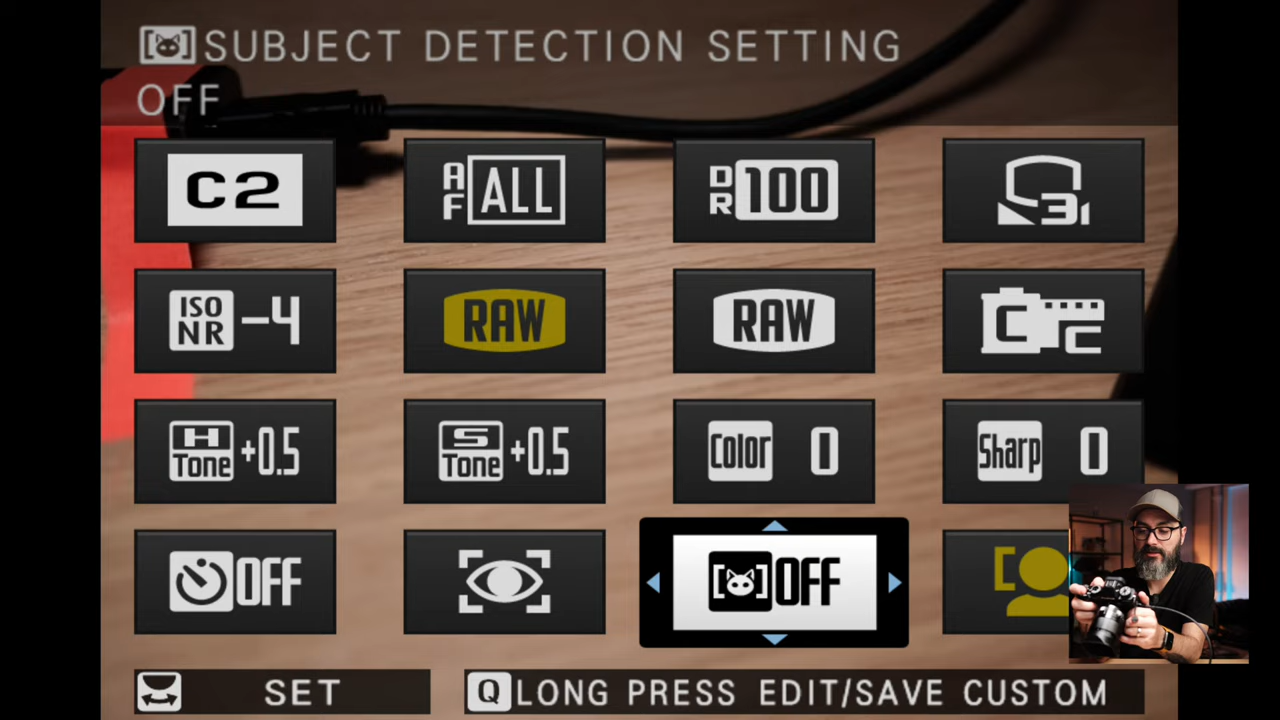 SUBJECT DETECTION SETTING
OFF
C2
AF ALL
DR 100
31
ISO NR -4
RAW
RAW
C C
H Tone +0.5
S Tone +0.5
Color 0
Sharp 0
OFF
OFF
SET
Q LONG PRESS EDIT/SAVE CUSTOM